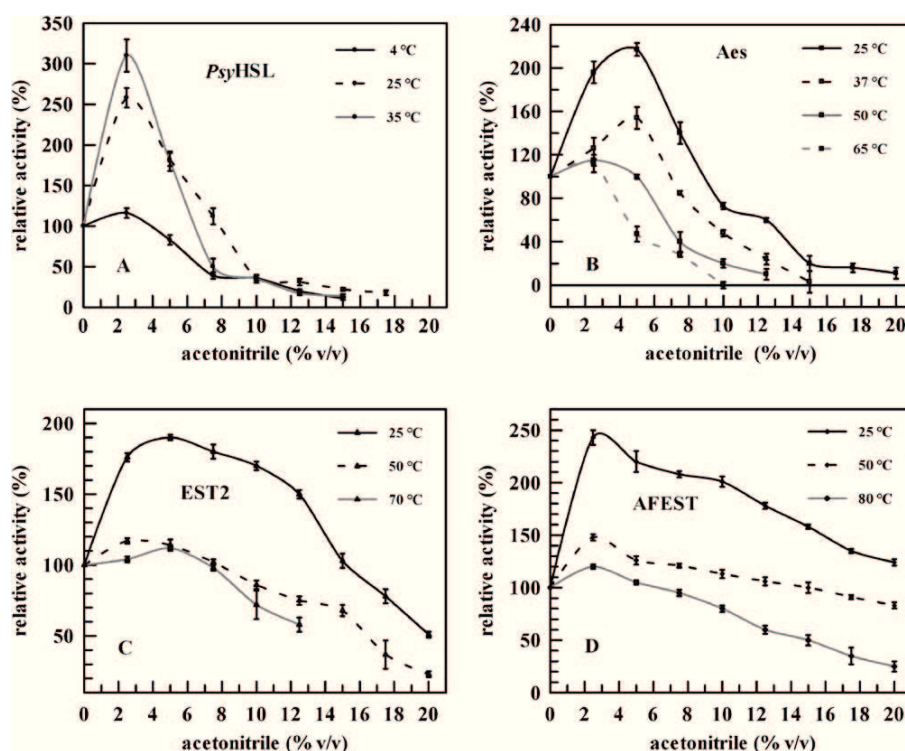 350
300
250
200
150
100
50
0
relative activity (%)
PsyHSL
4 °C
25 °C
35 °C
A
0 2 4 6 8 10 12 14 16 18 20
acetonitrile (% v/v)
240
200
160
120
80
40
0
relative activity (%)
Aes
25 °C
37 °C
50 °C
65 °C
B
0 2 4 6 8 10 12 14 16 18 20
acetonitrile (% v/v)
200
150
100
50
relative activity (%)
EST2
25 °C
50 °C
70 °C
C
0 2 4 6 8 10 12 14 16 18 20
acetonitrile (% v/v)
250
200
150
100
50
0
relative activity (%)
AFEST
25 °C
50 °C
80 °C
D
0 2 4 6 8 10 12 14 16 18 20
acetonitrile (% v/v)